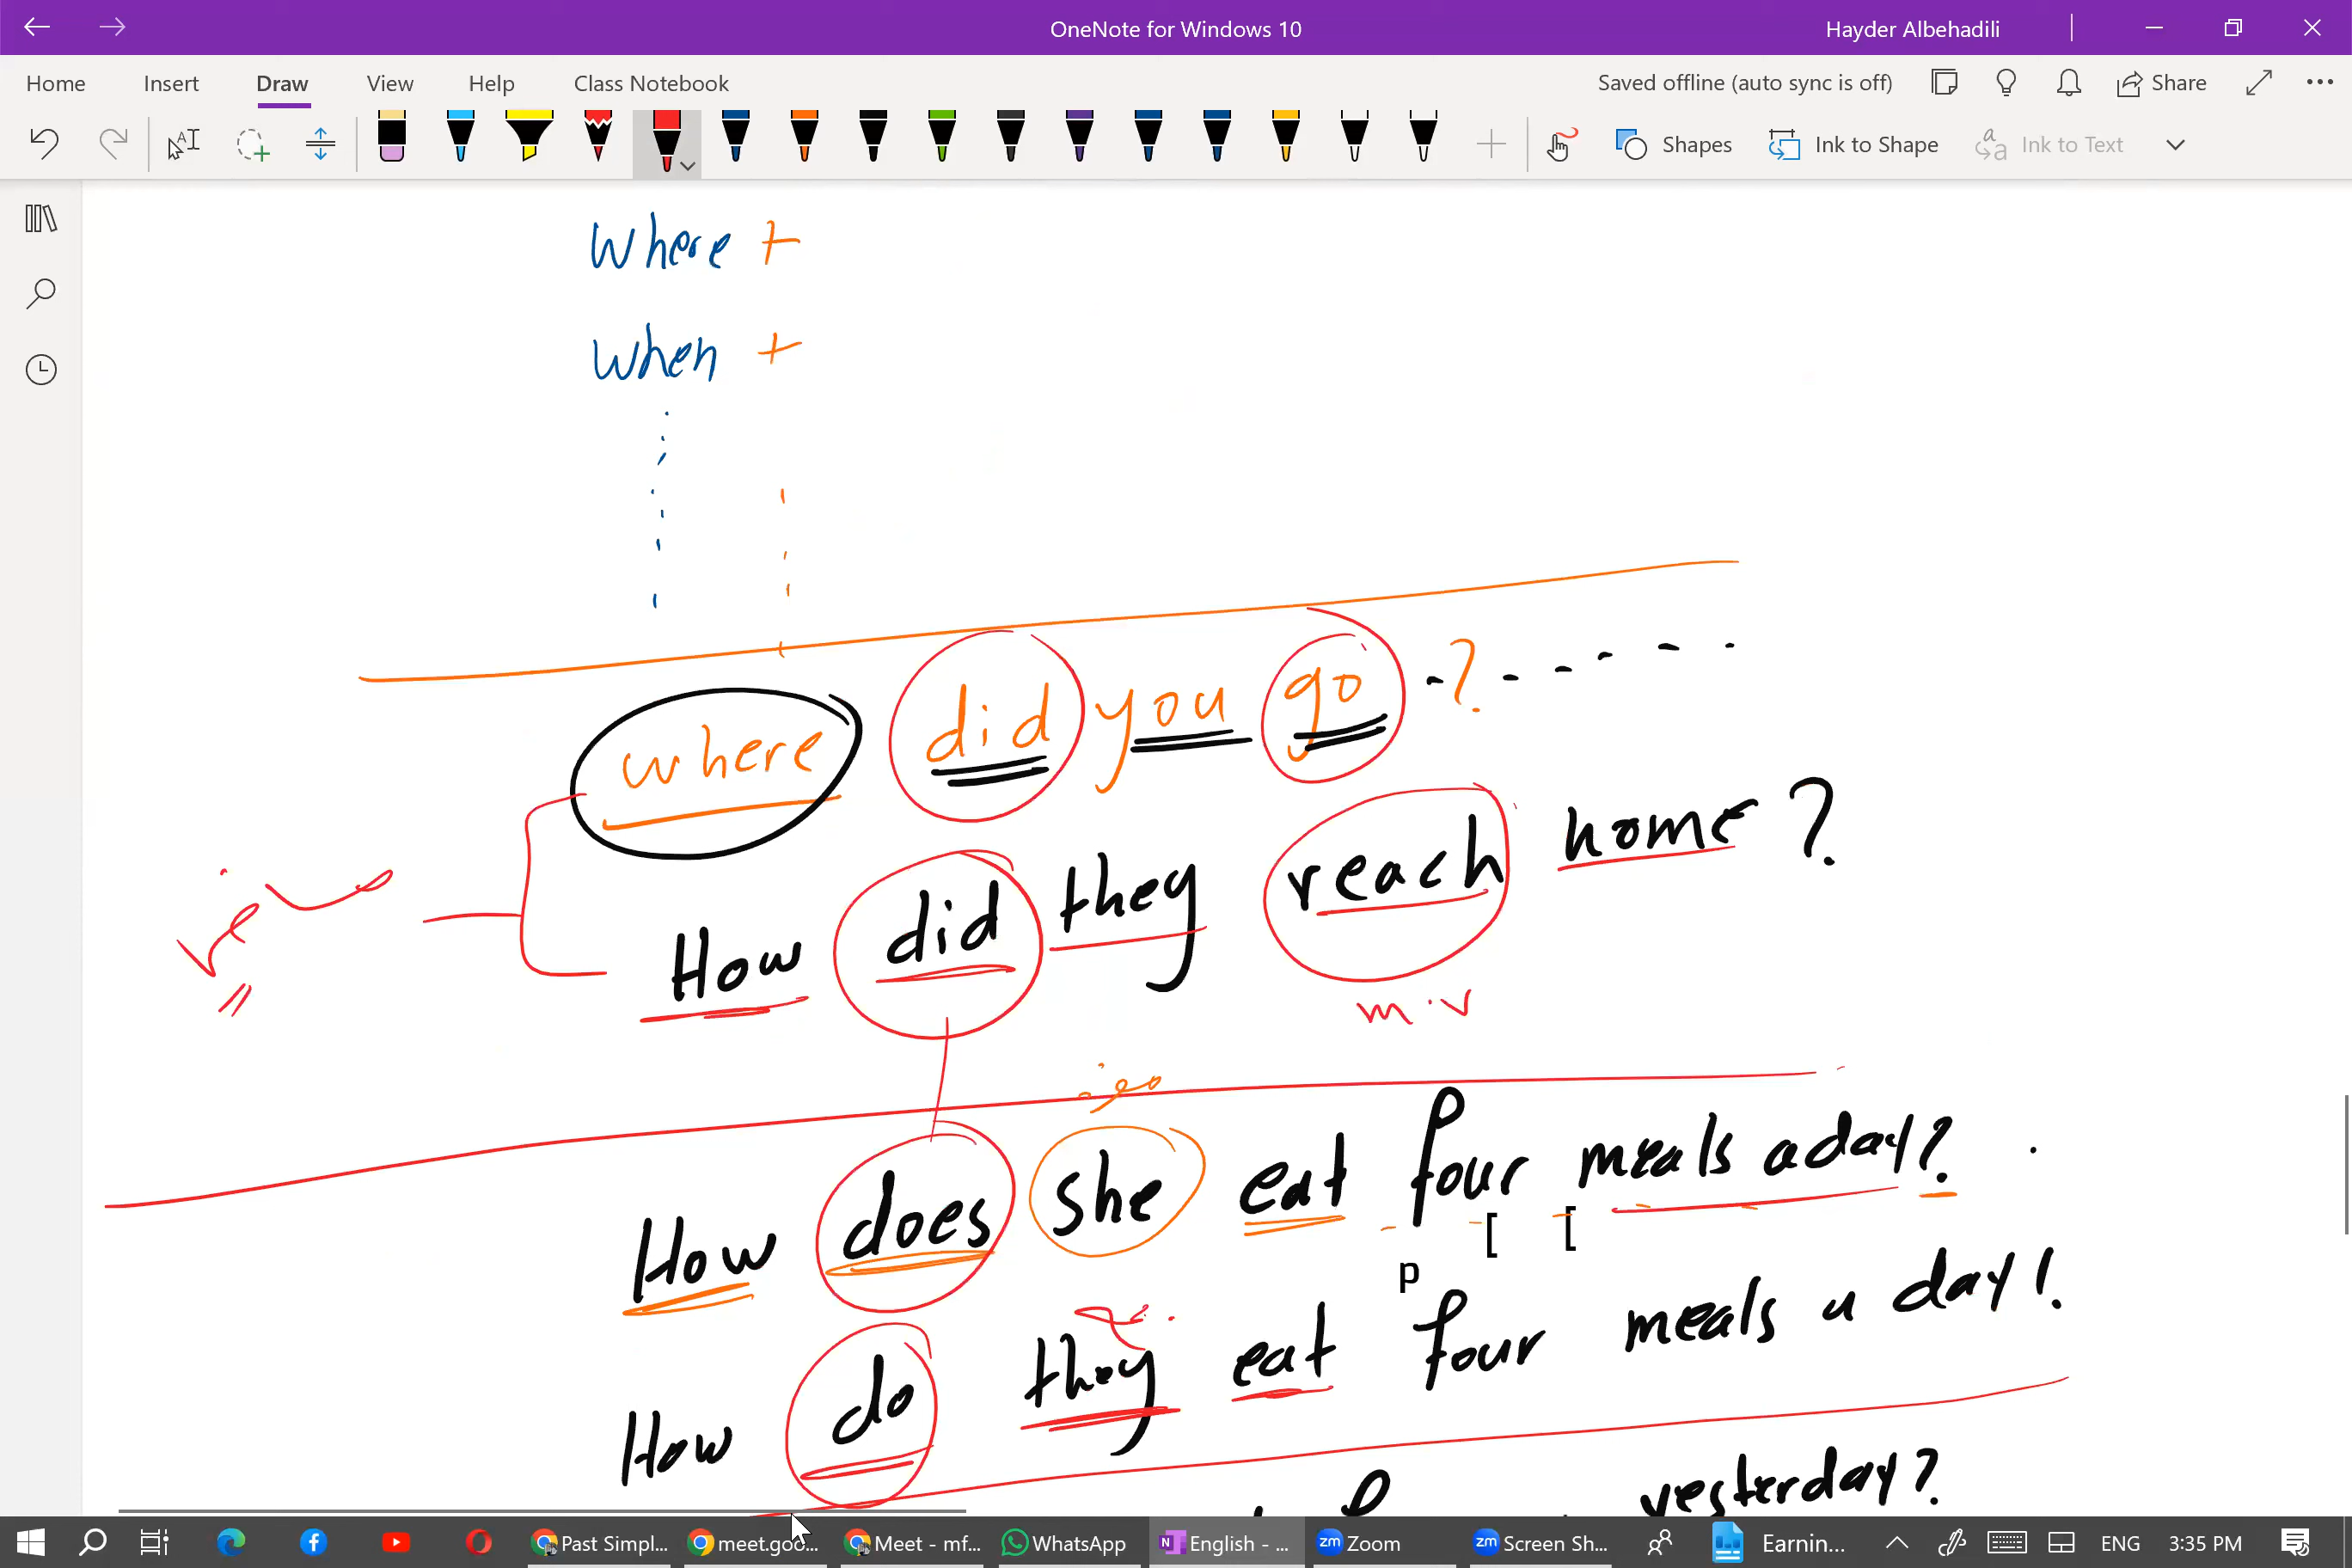 OneNote for Windows 10
Hayder Albehadili
Home Insert Draw View Help Class Notebook
Saved offline (auto sync is off) Share
Shapes Ink to Shape Ink to Text
where +
when +
where did you go ?
How did they reach home?
m.v
How does she eat four meals a day?
[ [
p
How do they eat four meals a day?
yesterday?
Past Simpl... meet.goo... Meet - mf... WhatsApp English - ... Zoom Screen Sh... Earnin... ENG 3:35 PM